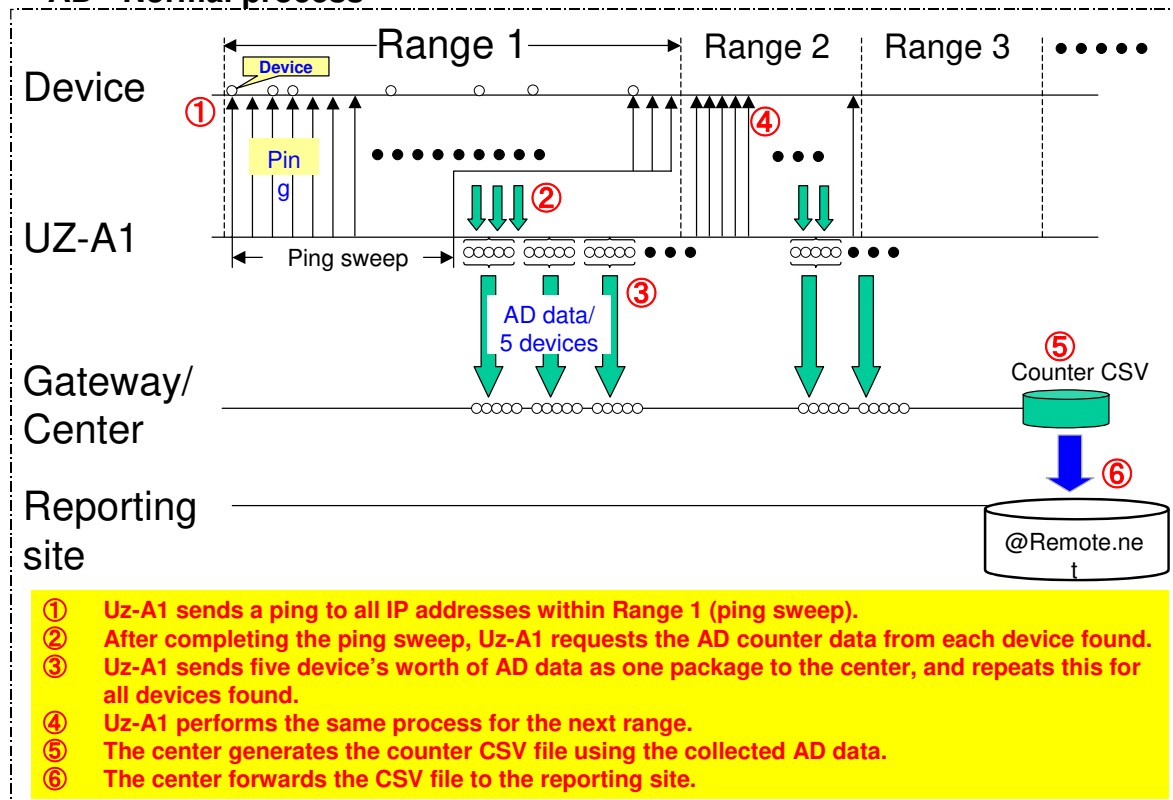 AD - Normal process
Range 1
Range 2
Range 3
Device
Device
①
④
Pin
g
②
UZ-A1
Ping sweep
③
AD data/
5 devices
⑤
Counter CSV
Gateway/
Center
⑥
Reporting
site
@Remote.ne
t
① Uz-A1 sends a ping to all IP addresses within Range 1 (ping sweep).
② After completing the ping sweep, Uz-A1 requests the AD counter data from each device found.
③ Uz-A1 sends five device’s worth of AD data as one package to the center, and repeats this for
all devices found.
④ Uz-A1 performs the same process for the next range.
⑤ The center generates the counter CSV file using the collected AD data.
⑥ The center forwards the CSV file to the reporting site.